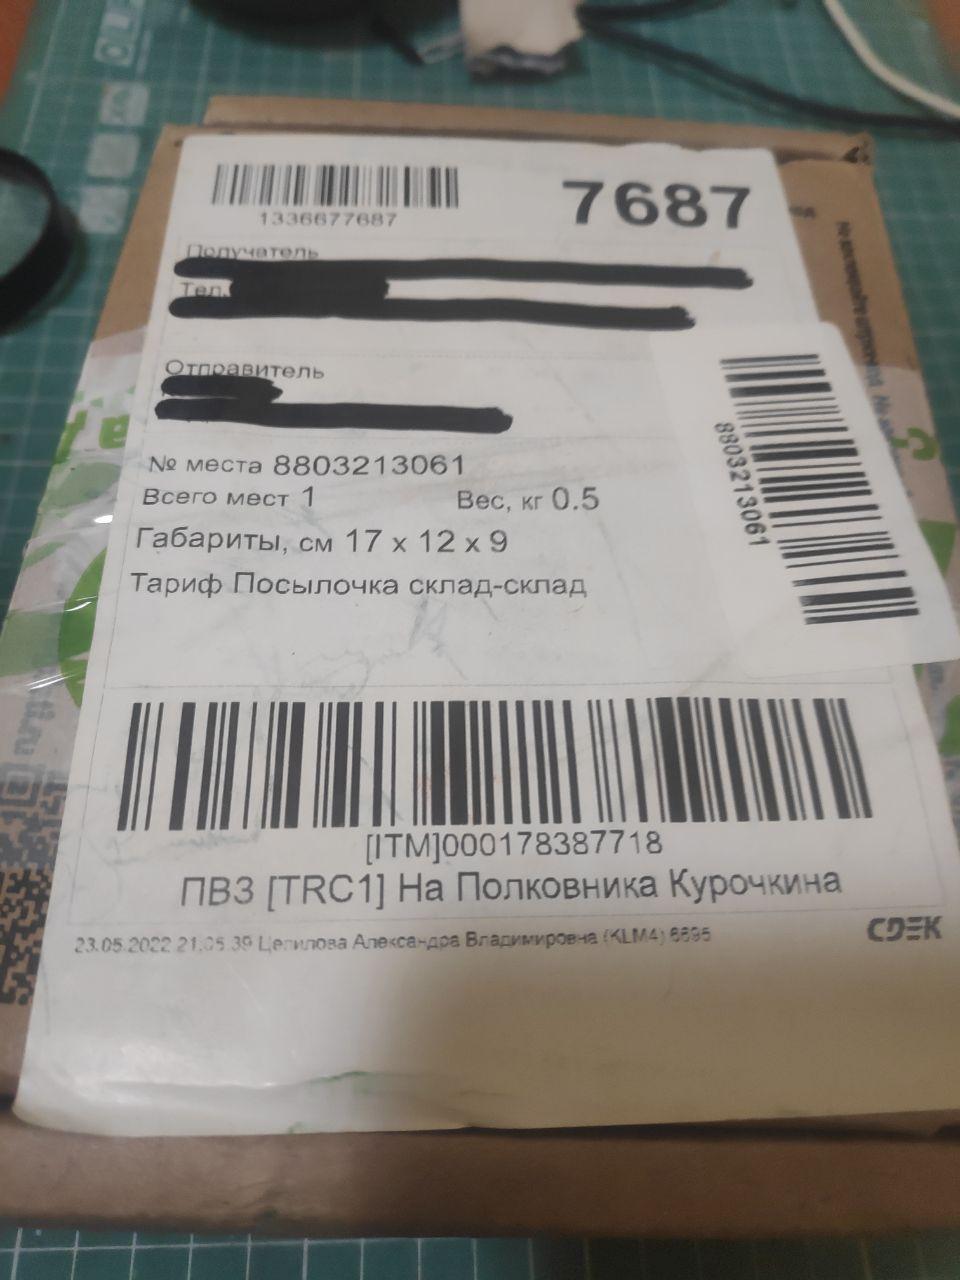 1336677687
7687
Получатель
Тел.
Отправитель
№ места 8803213061
Всего мест 1 Вес, кг 0.5
Габариты, см 17 x 12 x 9
Тариф Посылочка склад-склад
8803213061
[ITM]000178387718
ПВЗ [TRC1] На Полковника Курочкина
23.05.2022 21:05:39 Цепилова Александра Владимировна (KLM4) 6695
CDEK